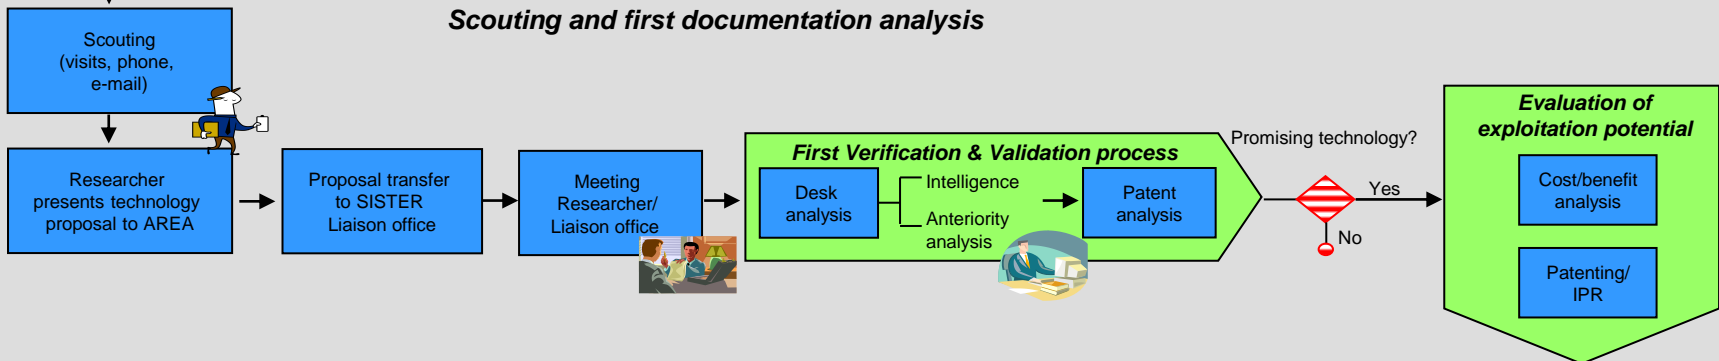 Scouting and first documentation analysis
Scouting
(visits, phone,
e-mail)
Researcher
presents technology
proposal to AREA
Proposal transfer
to SISTER
Liaison office
Meeting
Researcher/
Liaison office
First Verification & Validation process
Desk
analysis
Intelligence
Anteriority
analysis
Patent
analysis
Promising technology?
Yes
No
Evaluation of
exploitation potential
Cost/benefit
analysis
Patenting/
IPR